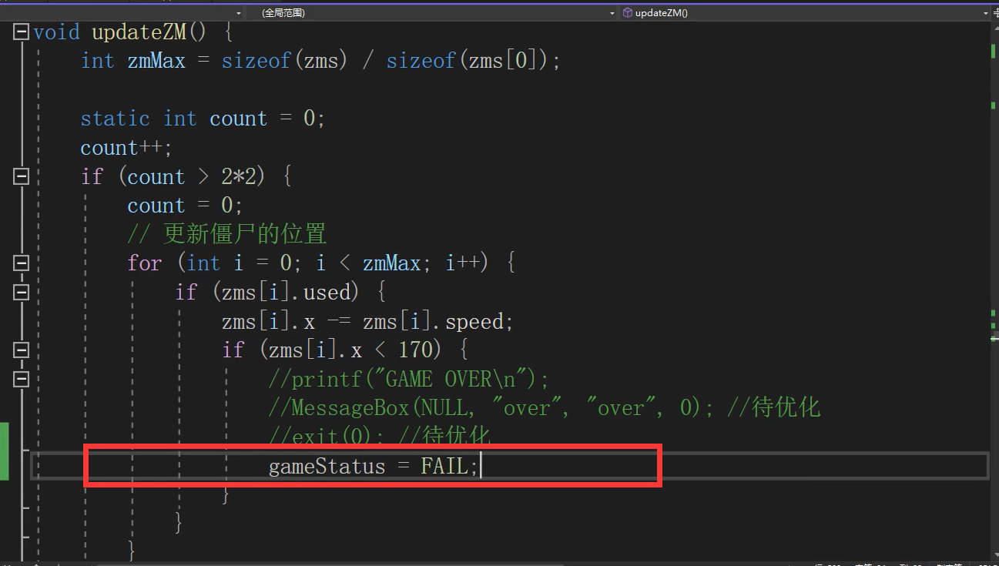 (全局范围) updateZM()
void updateZM() {
int zmMax = sizeof(zms) / sizeof(zms[0]);
static int count = 0;
count++;
if (count > 2*2) {
count = 0;
// 更新僵尸的位置
for (int i = 0; i < zmMax; i++) {
if (zms[i].used) {
zms[i].x -= zms[i].speed;
if (zms[i].x < 170) {
//printf("GAME OVER\n");
//MessageBox(NULL, "over", "over", 0); //待优化
//exit(0); //待优化
gameStatus = FAIL;
}
}
}